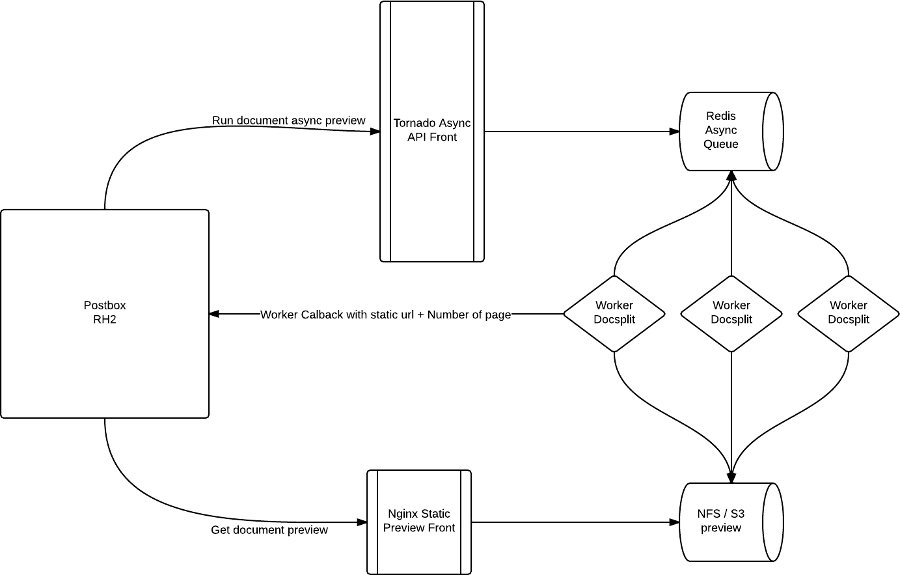 Run document async preview
Tornado Async
API Front
Redis
Async
Queue
Postbox
RH2
Worker Calback with static url + Number of page
Worker
Docsplit
Worker
Docsplit
Worker
Docsplit
Get document preview
Nginx Static
Preview Front
NFS / S3
preview